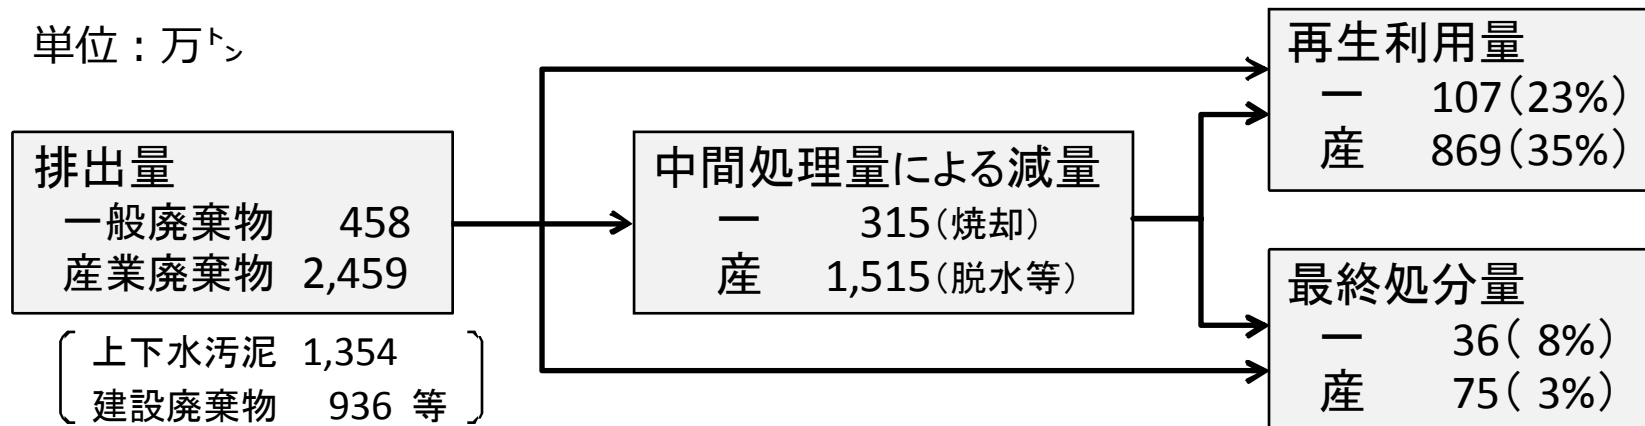 単位：万㌧
排出量
一般廃棄物 458
産業廃棄物 2,459
上下水汚泥 1,354
建設廃棄物 936 等
中間処理量による減量
一 315(焼却)
産 1,515(脱水等)
再生利用量
一 107(23%)
産 869(35%)
最終処分量
一 36( 8%)
産 75( 3%)